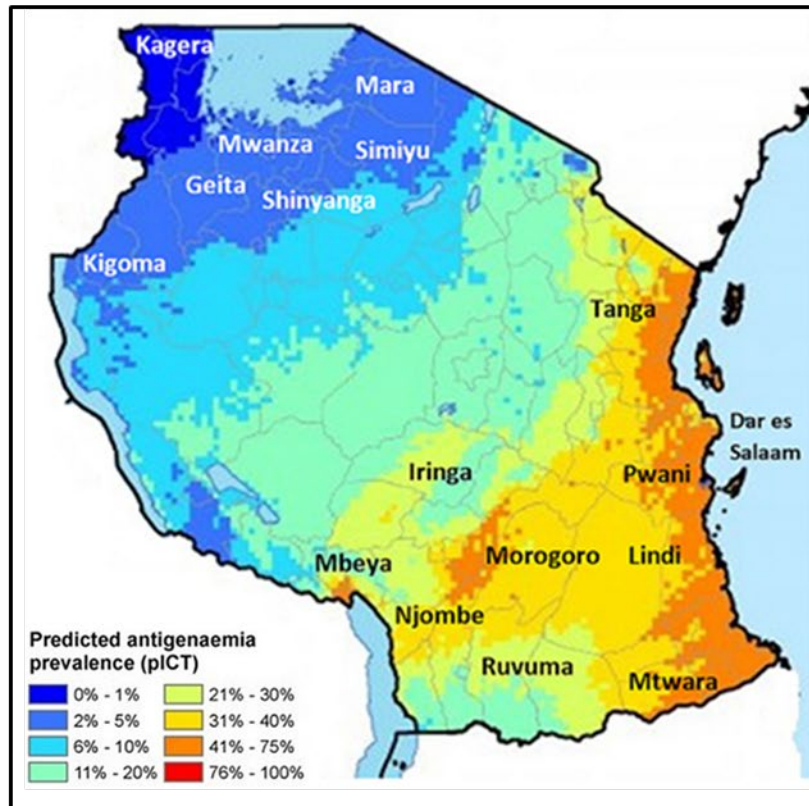 Kagera
Mara
Mwanza
Simiyu
Geita
Shinyanga
Kigoma
Tanga
Dar es
Salaam
Iringa
Pwani
Mbeya
Morogoro
Lindi
Njombe
Ruvuma
Mtwara
Predicted antigenaemia
prevalence (pICT)
0% - 1%
2% - 5%
6% - 10%
11% - 20%
21% - 30%
31% - 40%
41% - 75%
76% - 100%